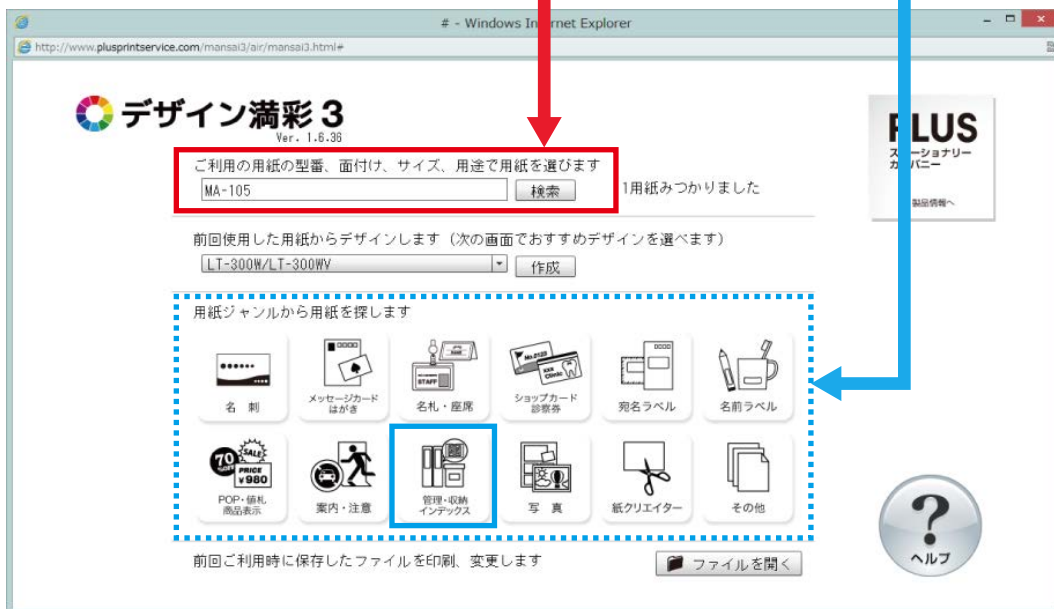 # - Windows Internet Explorer
http://www.plusprintservice.com/mansai3/air/mansai3.html#
デザイン満彩3
Ver. 1.6.36
PLUS
ステーショナリー
カンパニー
製品情報へ
ご利用の用紙の型番、面付け、サイズ、用途で用紙を選びます
MA-105
検索
1用紙みつかりました
前回使用した用紙からデザインします（次の画面でおすすめデザインを選べます）
LT-300W/LT-300WV
作成
用紙ジャンルから用紙を探します
STAFF
No.0123
XXX Clinic
名 刺
メッセージカード
はがき
名札・座席
ショップカード
診察券
宛名ラベル
名前ラベル
70%
SALE
PRICE
¥980
POP・値札
商品表示
案内・注意
管理・収納
インデックス
写 真
紙クリエイター
その他
前回ご利用時に保存したファイルを印刷、変更します
ファイルを開く
?
ヘルプ